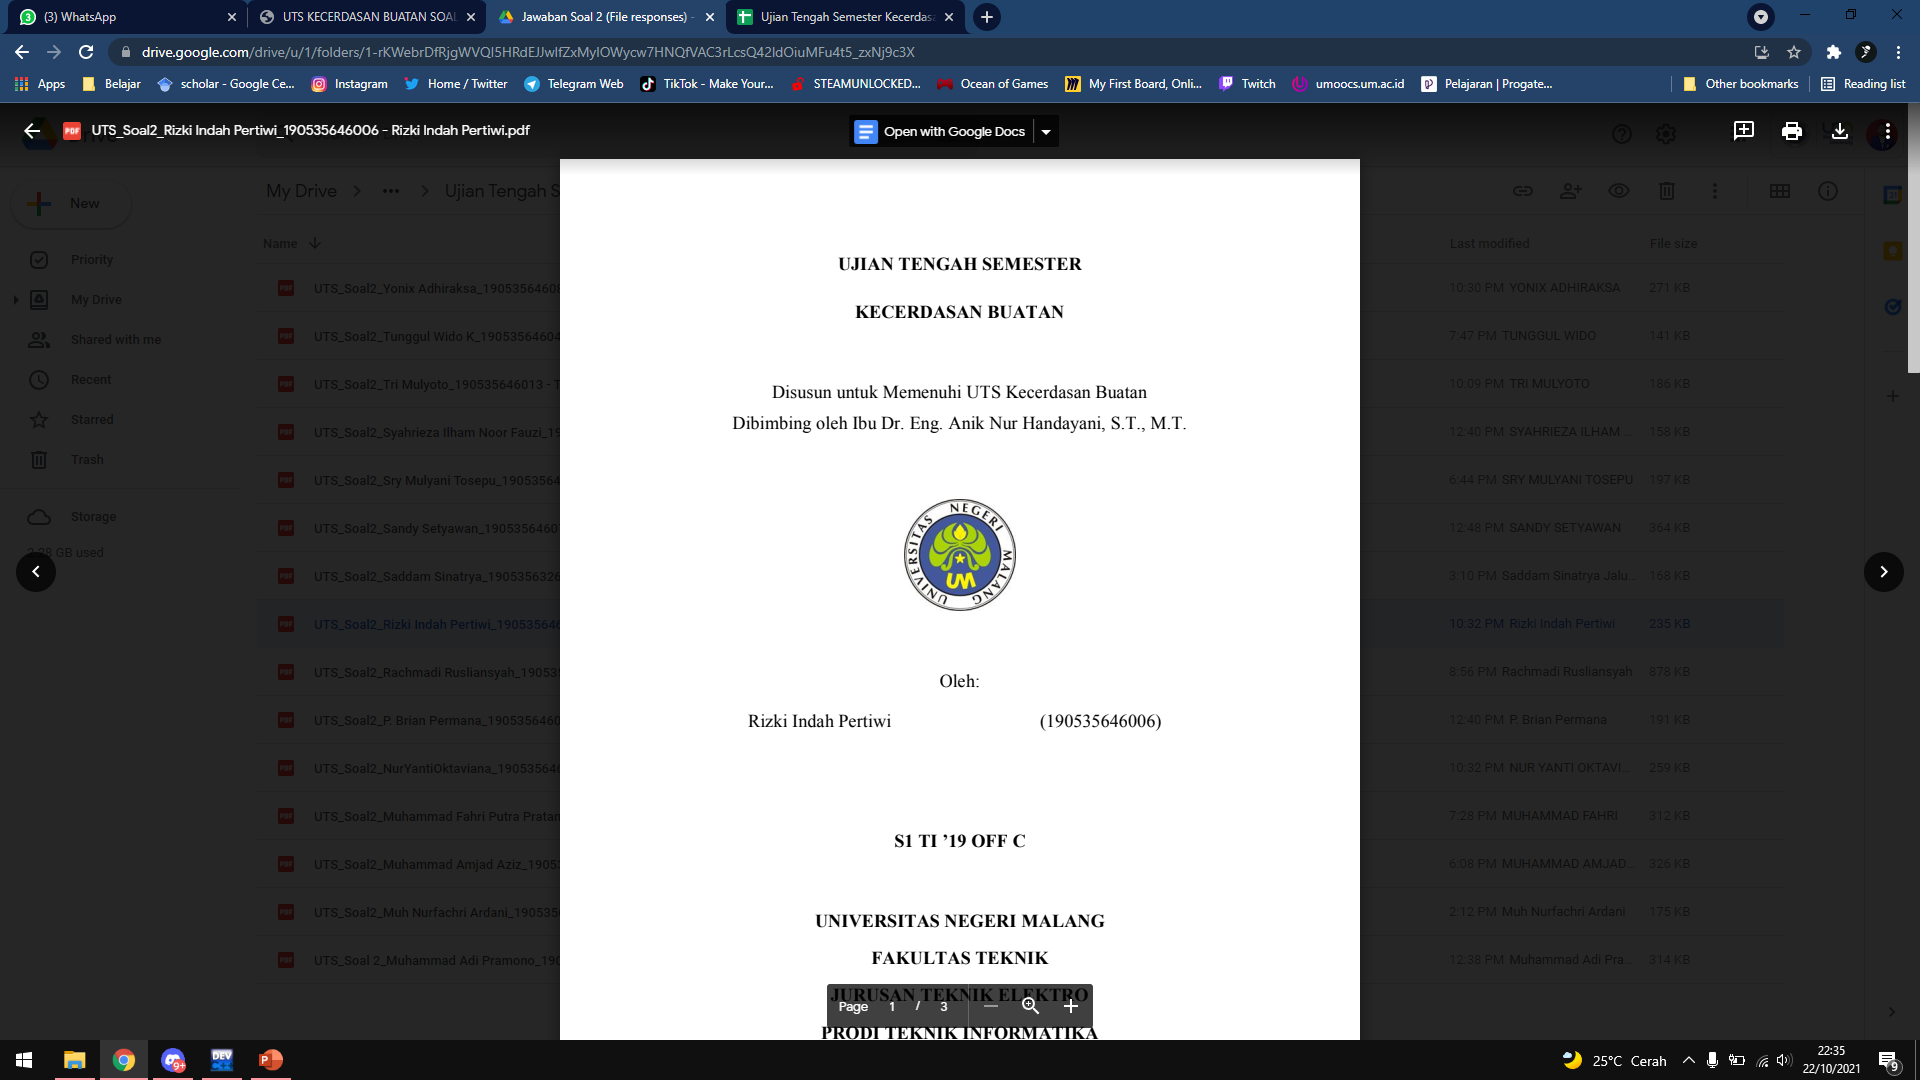 (3) WhatsApp
UTS KECERDASAN BUATAN SOAL
Jawaban Soal 2 (File responses) -
Ujian Tengah Semester Kecerdas
drive.google.com/drive/u/1/folders/
Apps
Belajar
scholar - Google Ce...
Instagram
Home / Twitter
Telegram Web
TikTok - Make Your...
STEAMUNLOCKED...
Ocean of Games
My First Board, Onli...
Twitch
umoocs.um.ac.id
Pelajaran | Progate...
Other bookmarks
Reading list
UTS_Soal2_Rizki Indah Pertiwi_190535646006 - Rizki Indah Pertiwi.pdf
Open with Google Docs
New
My Drive
Ujian Tengah S
Name
Last modified
File size
Priority
My Drive
Shared with me
Recent
Starred
Trash
Storage
GB used
UTS_Soal2_Yonix Adhiraksa_19053564608
10:30 PM YONIX ADHIRAKSA
271 KB
UTS_Soal2_Tunggul Wido K_19053564604
7:47 PM TUNGGUL WIDO
141 KB
UTS_Soal2_Tri Mulyoto_190535646013 - T
10:09 PM TRI MULYOTO
186 KB
UTS_Soal2_Syahrieza Ilham Noor Fauzi_19
12:40 PM SYAHRIEZA ILHAM ...
158 KB
UTS_Soal2_Sry Mulyani Tosepu_19053564
6:44 PM SRY MULYANI TOSEPU
197 KB
UTS_Soal2_Sandy Setyawan_1905356460
12:48 PM SANDY SETYAWAN
364 KB
UTS_Soal2_Saddam Sinatrya_1905356326
3:10 PM Saddam Sinatrya Jalu...
168 KB
UTS_Soal2_Rizki Indah Pertiwi_190535646
10:32 PM Rizki Indah Pertiwi
235 KB
UTS_Soal2_Rachmadi Rusliansyah_19053
8:56 PM Rachmadi Rusliansyah
878 KB
UTS_Soal2_P. Brian Permana_1905356460
12:40 PM P. Brian Permana
191 KB
UTS_Soal2_NurYantiOktaviana_19053564
10:32 PM NUR YANTI OKTAVI...
259 KB
UTS_Soal2_Muhammad Fahri Putra Pratan
7:28 PM MUHAMMAD FAHRI
312 KB
UTS_Soal2_Muhammad Amjad Aziz_1905
6:08 PM MUHAMMAD AMJAD...
326 KB
UTS_Soal2_Muh Nurfachri Ardani_190535
2:12 PM Muh Nurfachri Ardani
175 KB
UTS_Soal 2_Muhammad Adi Pramono_190
12:38 PM Muhammad Adi Pra...
314 KB
UJIAN TENGAH SEMESTER
KECERDASAN BUATAN
Disusun untuk Memenuhi UTS Kecerdasan Buatan
Dibimbing oleh Ibu Dr. Eng. Anik Nur Handayani, S.T., M.T.
UNIVERSITAS NEGERI MALANG
UM
Oleh:
Rizki Indah Pertiwi (190535646006)
S1 TI ’19 OFF C
UNIVERSITAS NEGERI MALANG
FAKULTAS TEKNIK
JURUSAN TEKNIK ELEKTRO
PRODI TEKNIK INFORMATIKA
Page 1 / 3
DEV
9+
25°C Cerah
22:35
22/10/2021
9